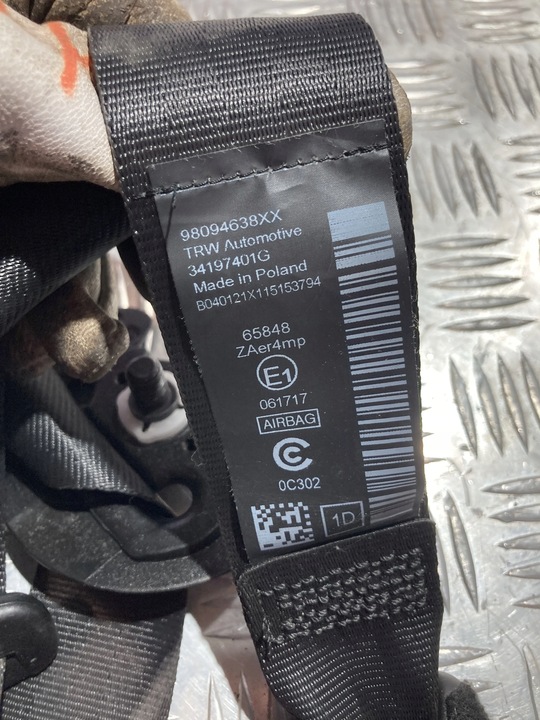 98094638XX
TRW Automotive
34197401G
Made in Poland
B040121X115153794
65848
ZAer4mp
E1
061717
AIRBAG
0C302
1D